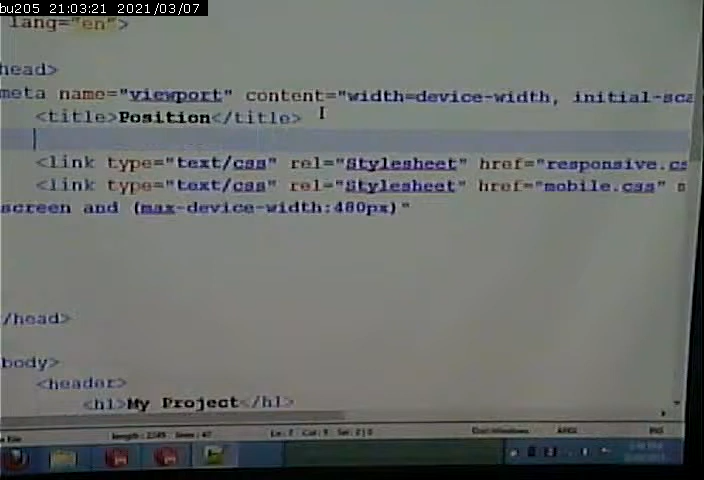 bu205 21:03:21 2021/03/07
lang="en">
head>
meta name="viewport" content="width=device-width, initial-sca
<title>Position</title>
<link type="text/css" rel="Stylesheet" href="responsive.cs
<link type="text/css" rel="Stylesheet" href="mobile.css"
screen and (max-device-width:480px)"
/head>
body>
<header>
<h1>My Project</h1>